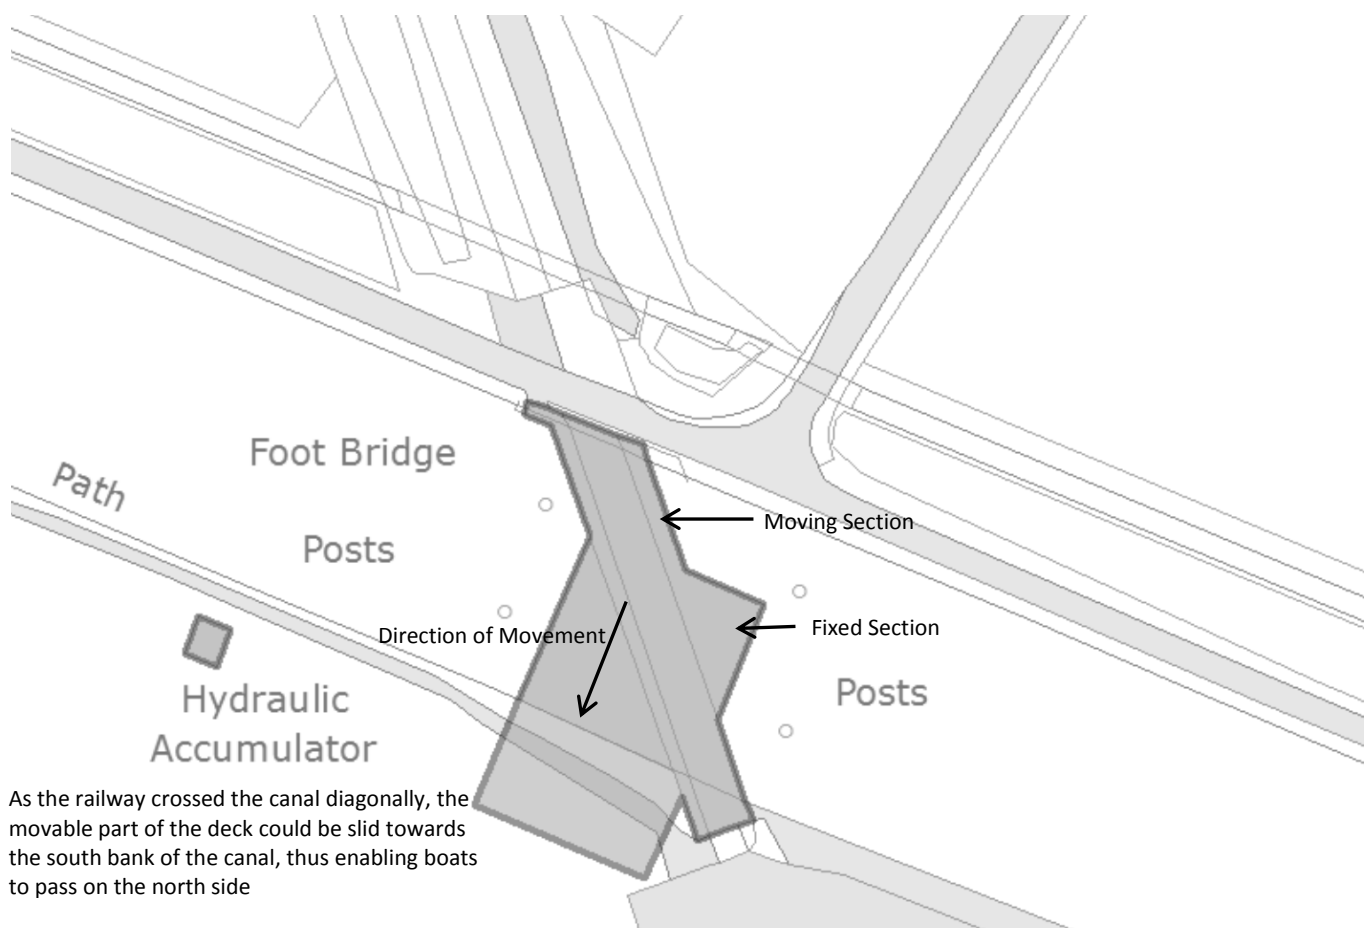 Foot Bridge
Path
Moving Section
Posts
Direction of Movement
Fixed Section
Hydraulic
Accumulator
Posts
As the railway crossed the canal diagonally, the
movable part of the deck could be slid towards
the south bank of the canal, thus enabling boats
to pass on the north side